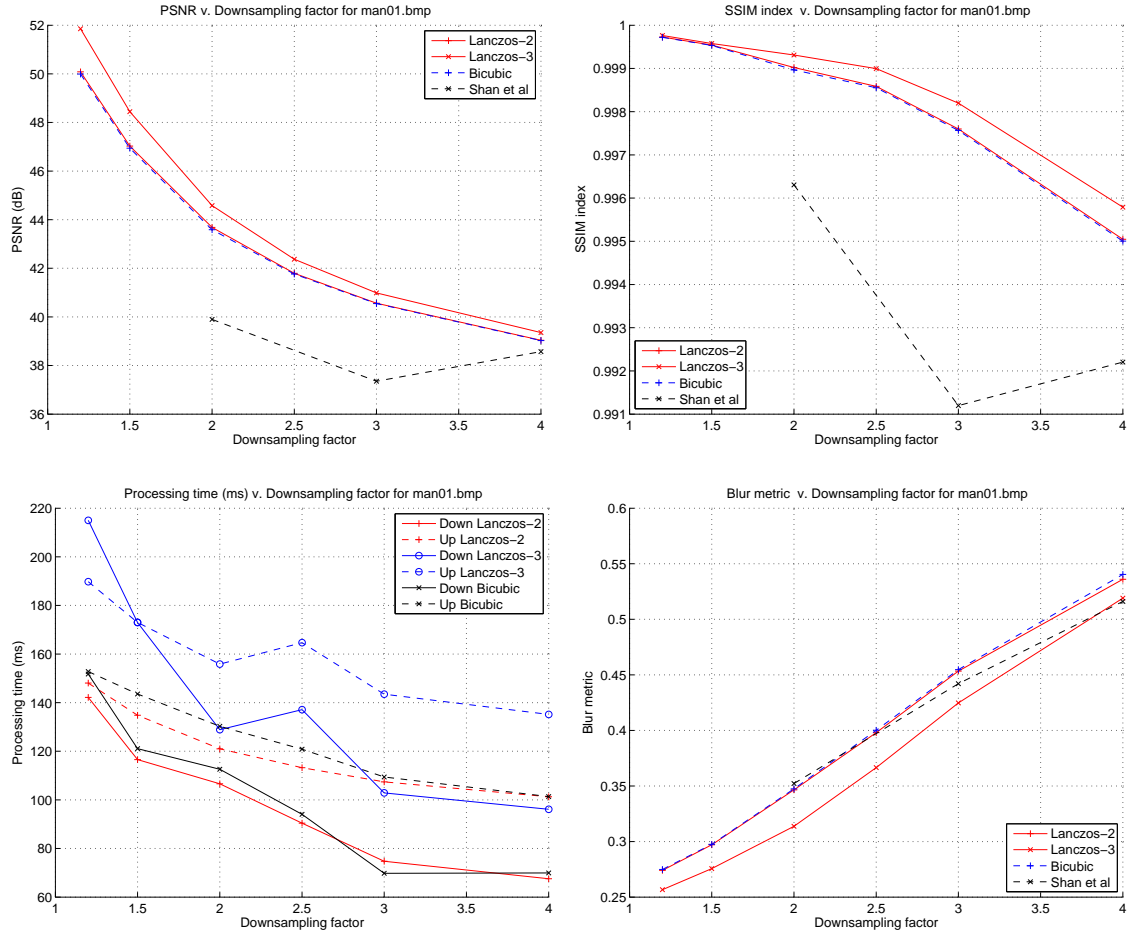 PSNR v. Downsampling factor for man01.bmp
52
50
48
46
44
42
40
38
36
PSNR (dB)
Lanczos-2
Lanczos-3
Bicubic
Shan et al
1 1.5 2 2.5 3 3.5 4
Downsampling factor
SSIM index v. Downsampling factor for man01.bmp
1
0.999
0.998
0.997
0.996
0.995
0.994
0.993
0.992
0.991
SSIM index
Lanczos-2
Lanczos-3
Bicubic
Shan et al
1 1.5 2 2.5 3 3.5 4
Downsampling factor
Processing time (ms) v. Downsampling factor for man01.bmp
220
200
180
160
140
120
100
80
60
Processing time (ms)
Down Lanczos-2
Up Lanczos-2
Down Lanczos-3
Up Lanczos-3
Down Bicubic
Up Bicubic
1 1.5 2 2.5 3 3.5 4
Downsampling factor
Blur metric v. Downsampling factor for man01.bmp
0.6
0.55
0.5
0.45
0.4
0.35
0.3
0.25
Blur metric
Lanczos-2
Lanczos-3
Bicubic
Shan et al
1 1.5 2 2.5 3 3.5 4
Downsampling factor